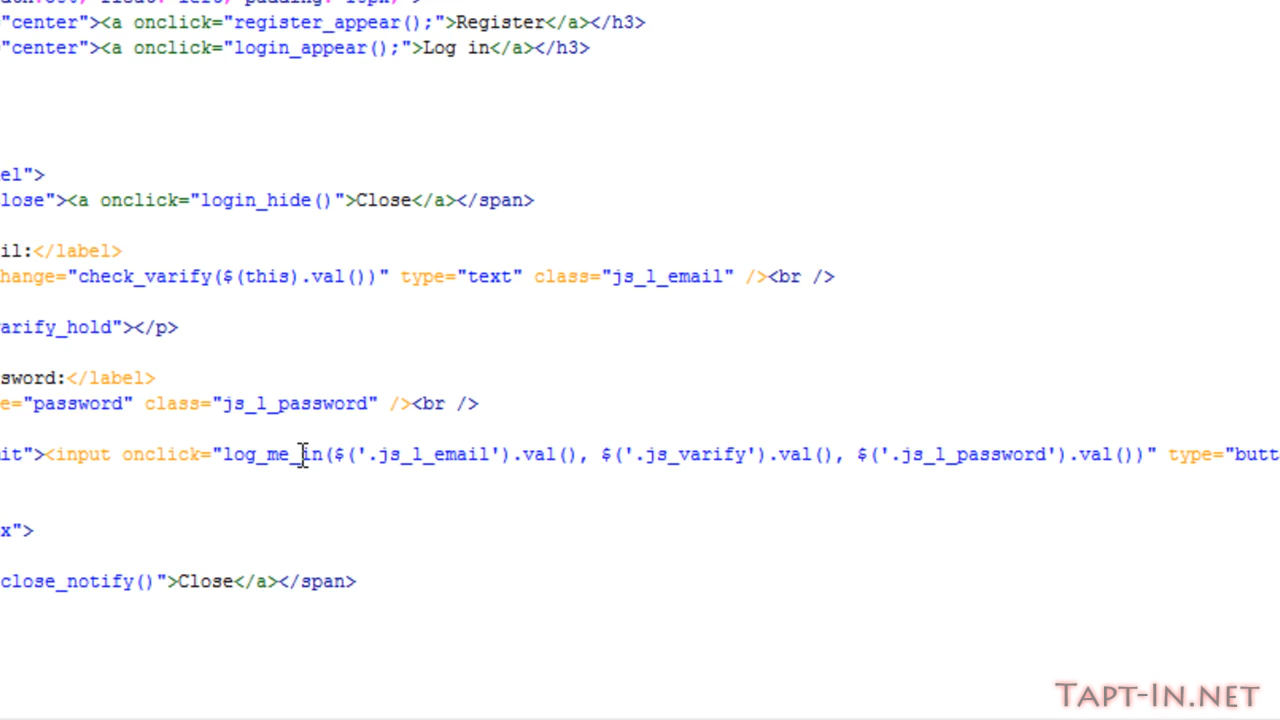 "center"><a onclick="register_appear();">Register</a></h3>
"center"><a onclick="login_appear();">Log in</a></h3>
el">
lose"><a onclick="login_hide()">Close</a></span>
il:</label>
hange="check_varify($(this).val())" type="text" class="js_l_email" /><br />
arify_hold"></p>
sword:</label>
e="password" class="js_l_password" /><br />
it"><input onclick="log_me_in($('.js_l_email').val(), $('.js_varify').val(), $('.js_l_password').val())" type="butt
x">
close_notify()">Close</a></span>
Tapt-In.net